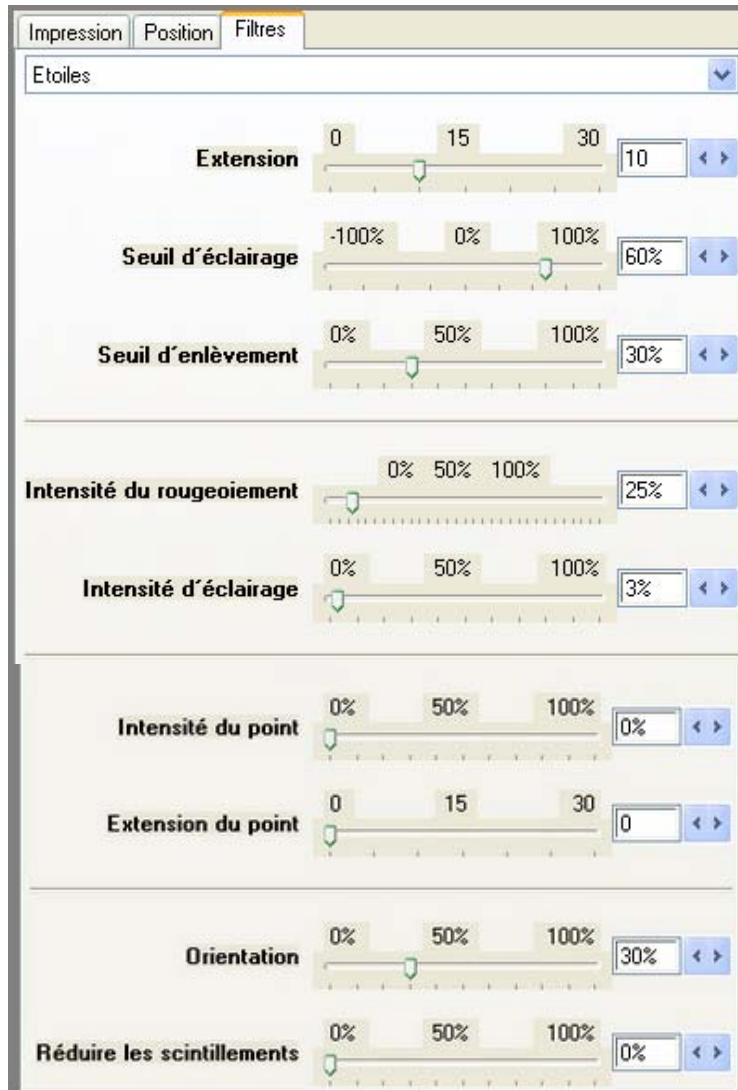 Impression Position Filtres
Etoiles
0 15 30
Extension 10
-100% 0% 100%
Seuil d´éclairage 60%
0% 50% 100%
Seuil d´enlèvement 30%
0% 50% 100%
Intensité du rougeoiement 25%
0% 50% 100%
Intensité d´éclairage 3%
0% 50% 100%
Intensité du point 0%
0 15 30
Extension du point 0
0% 50% 100%
Orientation 30%
0% 50% 100%
Réduire les scintillements 0%